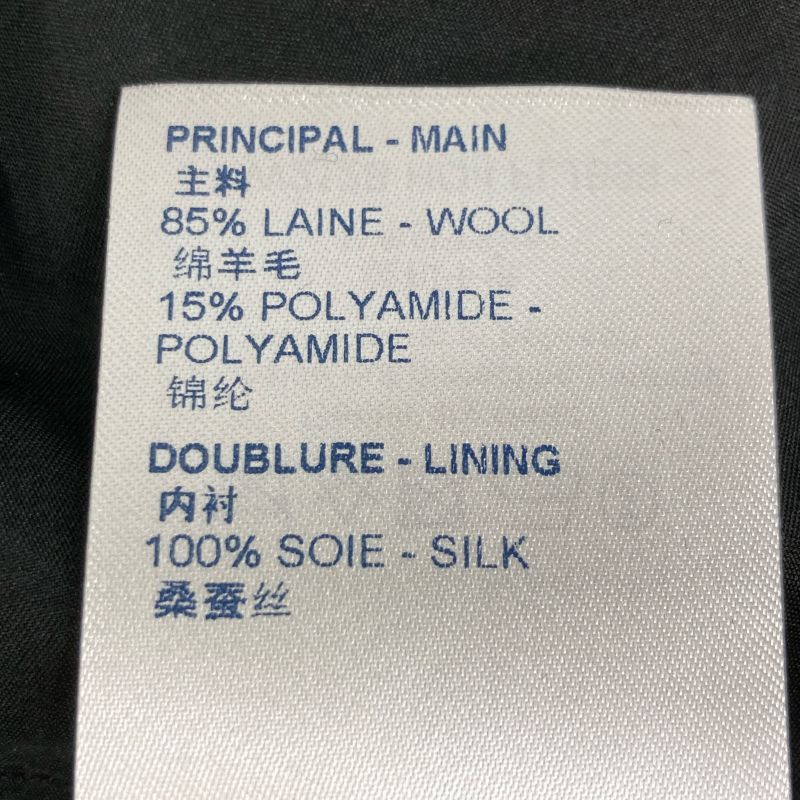 PRINCIPAL - MAIN
主料
85% LAINE - WOOL
绵羊毛
15% POLYAMIDE -
POLYAMIDE
锦纶
DOUBLURE - LINING
内衬
100% SOIE - SILK
桑蚕丝